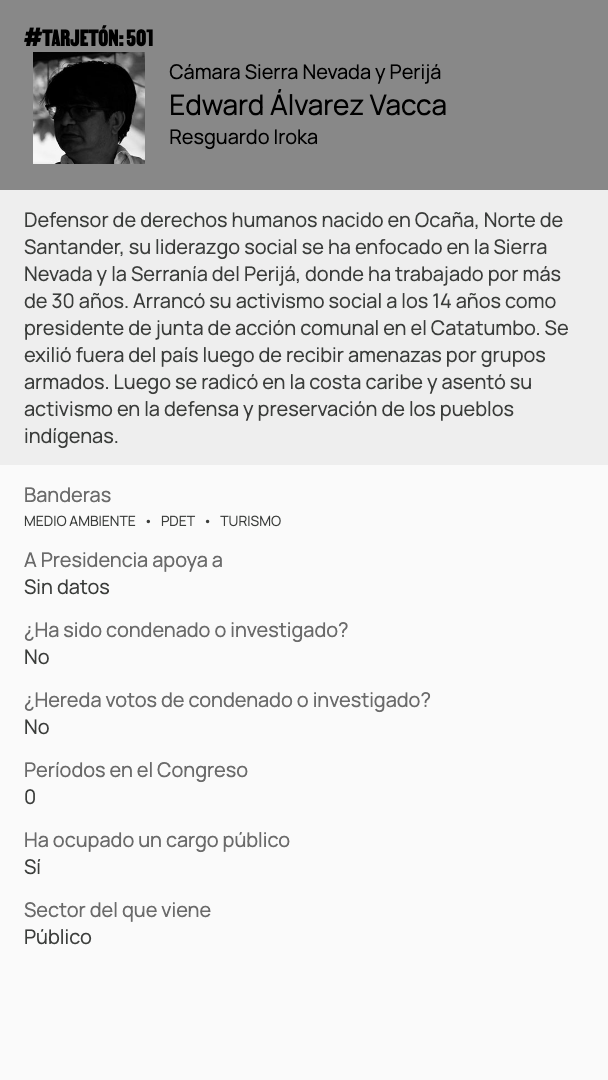 #TARJETÓN: 501
Cámara Sierra Nevada y Perijá
Edward Álvarez Vacca
Resguardo Iroka
Defensor de derechos humanos nacido en Ocaña, Norte de
Santander, su liderazgo social se ha enfocado en la Sierra
Nevada y la Serranía del Perijá, donde ha trabajado por más
de 30 años. Arrancó su activismo social a los 14 años como
presidente de junta de acción comunal en el Catatumbo. Se
exilió fuera del país luego de recibir amenazas por grupos
armados. Luego se radicó en la costa caribe y asentó su
activismo en la defensa y preservación de los pueblos
indígenas.
Banderas
MEDIO AMBIENTE • PDET • TURISMO
A Presidencia apoya a
Sin datos
¿Ha sido condenado o investigado?
No
¿Hereda votos de condenado o investigado?
No
Períodos en el Congreso
0
Ha ocupado un cargo público
Sí
Sector del que viene
Público